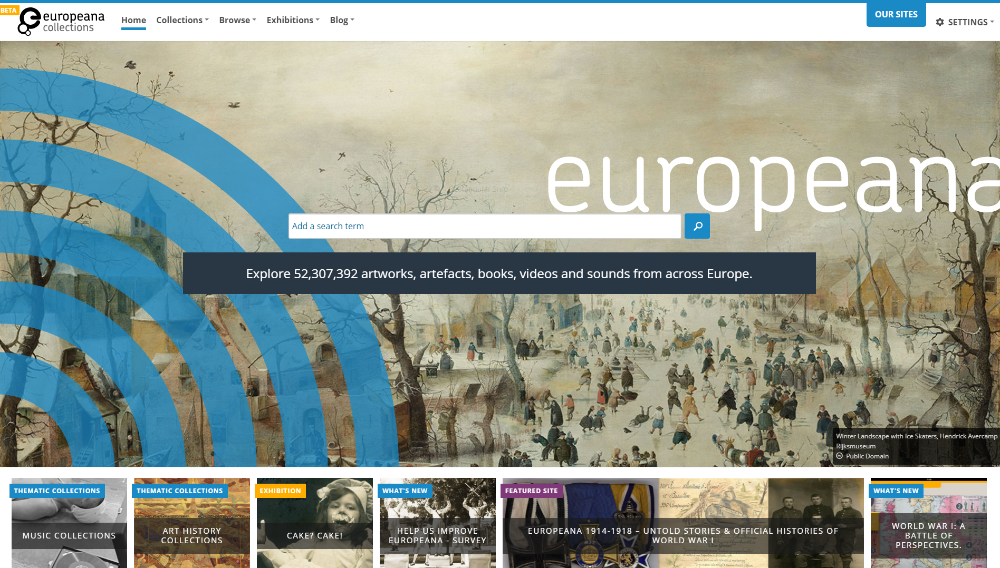 BETA
europeana
collections
Home
Collections
Browse
Exhibitions
Blog
OUR SITES
SETTINGS
europeana
Add a search term
Explore 52,307,392 artworks, artefacts, books, videos and sounds from across Europe.
Winter Landscape with Ice Skaters, Hendrick Avercamp
Rijksmuseum
Public Domain
THEMATIC COLLECTIONS
MUSIC COLLECTIONS
THEMATIC COLLECTIONS
ART HISTORY
COLLECTIONS
EXHIBITION
CAKE? CAKE!
WHAT'S NEW
HELP US IMPROVE
EUROPEANA - SURVEY
FEATURED SITE
EUROPEANA 1914-1918 – UNTOLD STORIES & OFFICIAL HISTORIES OF
WORLD WAR I
WHAT'S NEW
WORLD WAR I: A
BATTLE OF
PERSPECTIVES.